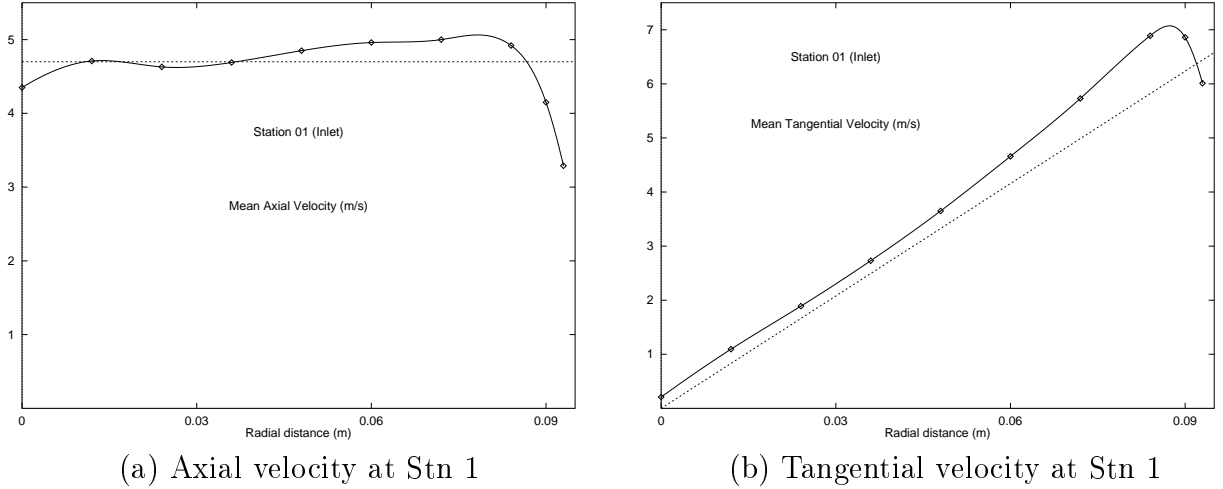 5
4
3
2
1
Station 01 (Inlet)
Mean Axial Velocity (m/s)
0
0.03
0.06
0.09
Radial distance (m)
(a) Axial velocity at Stn 1
7
6
5
4
3
2
1
Station 01 (Inlet)
Mean Tangential Velocity (m/s)
0
0.03
0.06
0.09
Radial distance (m)
(b) Tangential velocity at Stn 1